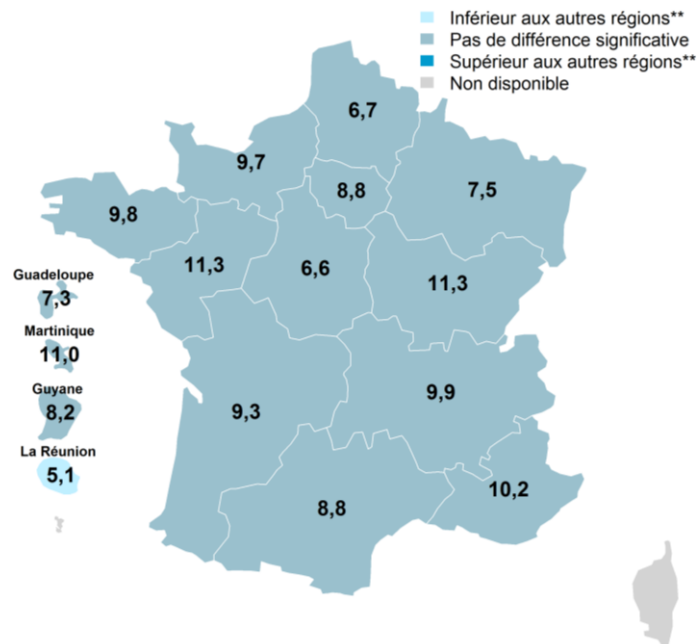 Inférieur aux autres régions**
Pas de différence significative
Supérieur aux autres régions**
Non disponible
6,7
9,7
8,8
7,5
9,8
11,3
6,6
11,3
Guadeloupe
7,3
Martinique
11,0
Guyane
8,2
La Réunion
5,1
9,3
9,9
8,8
10,2